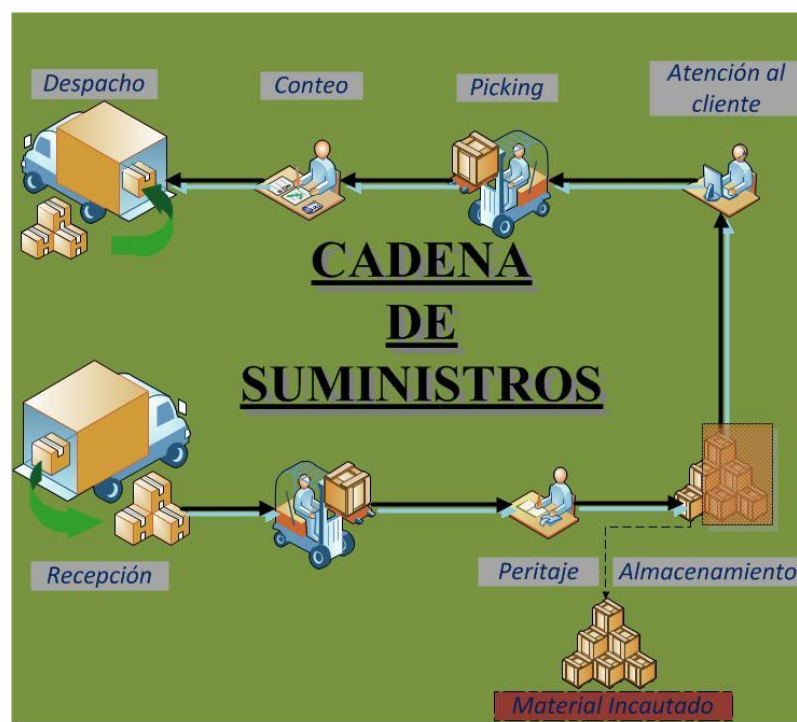 Despacho
Conteo
Picking
Atención al
cliente
CADENA
DE
SUMINISTROS
Recepción
Peritaje
Almacenamiento
Material Incautado